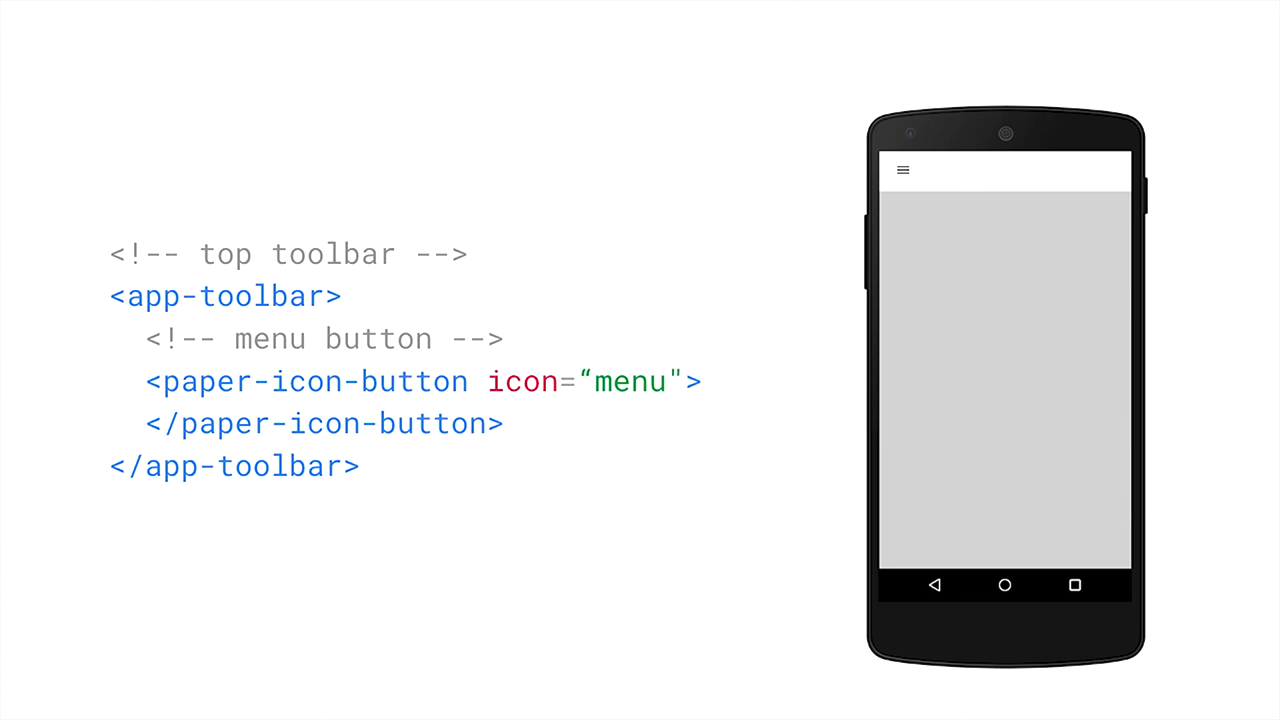 <!-- top toolbar -->
<app-toolbar>
<!-- menu button -->
<paper-icon-button icon=“menu">
</paper-icon-button>
</app-toolbar>